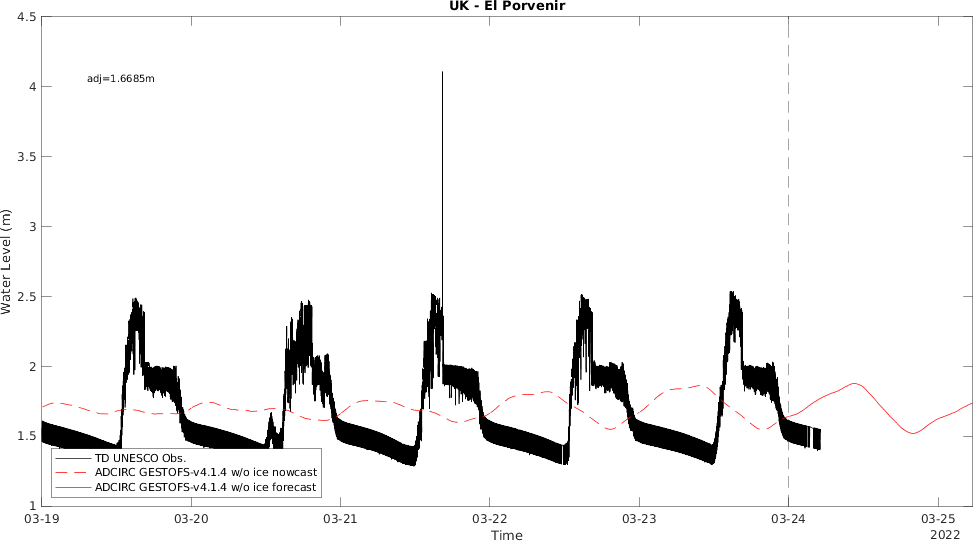 UK - El Porvenir
adj=1.6685m
4.5
4
3.5
3
2.5
2
1.5
1
Water Level (m)
TD UNESCO Obs.
ADCIRC GESTOFS-v4.1.4 w/o ice nowcast
ADCIRC GESTOFS-v4.1.4 w/o ice forecast
03-19 03-20 03-21 03-22 03-23 03-24 03-25
Time
2022